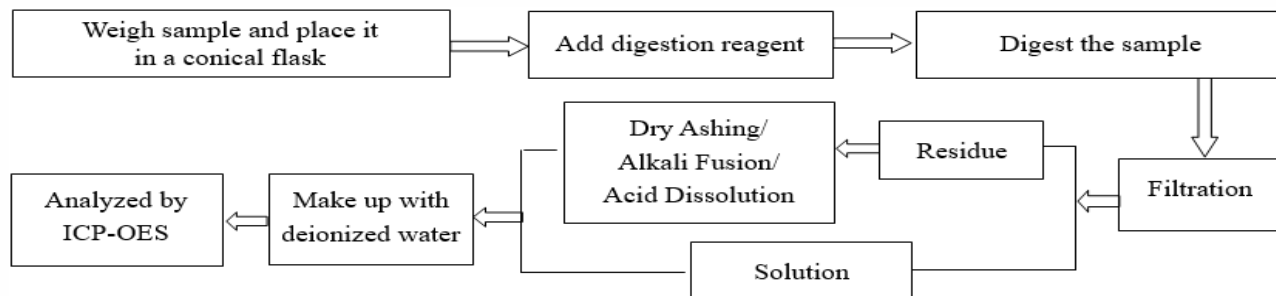 Weigh sample and place it
in a conical flask
Add digestion reagent
Digest the sample
Filtration
Residue
Dry Ashing/
Alkali Fusion/
Acid Dissolution
Solution
Make up with
deionized water
Analyzed by
ICP-OES